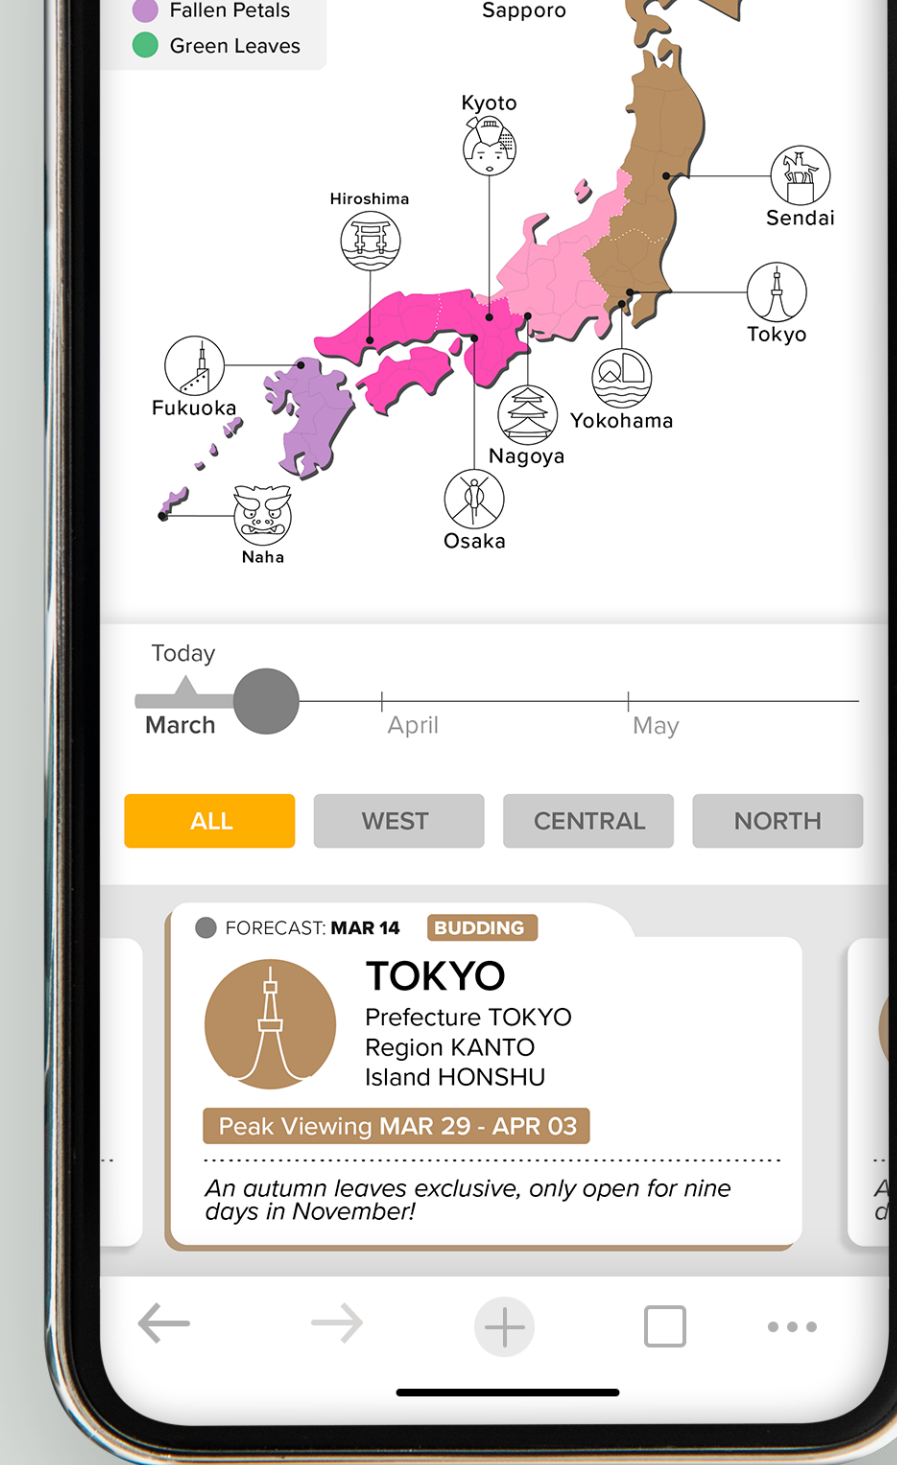 Fallen Petals
Green Leaves
Sapporo
Kyoto
Hiroshima
Sendai
Tokyo
Fukuoka
Yokohama
Nagoya
Osaka
Naha
Today
March
April
May
ALL
WEST
CENTRAL
NORTH
FORECAST: MAR 14
BUDDING
TOKYO
Prefecture TOKYO
Region KANTO
Island HONSHU
Peak Viewing MAR 29 - APR 03
An autumn leaves exclusive, only open for nine
days in November!
A
d